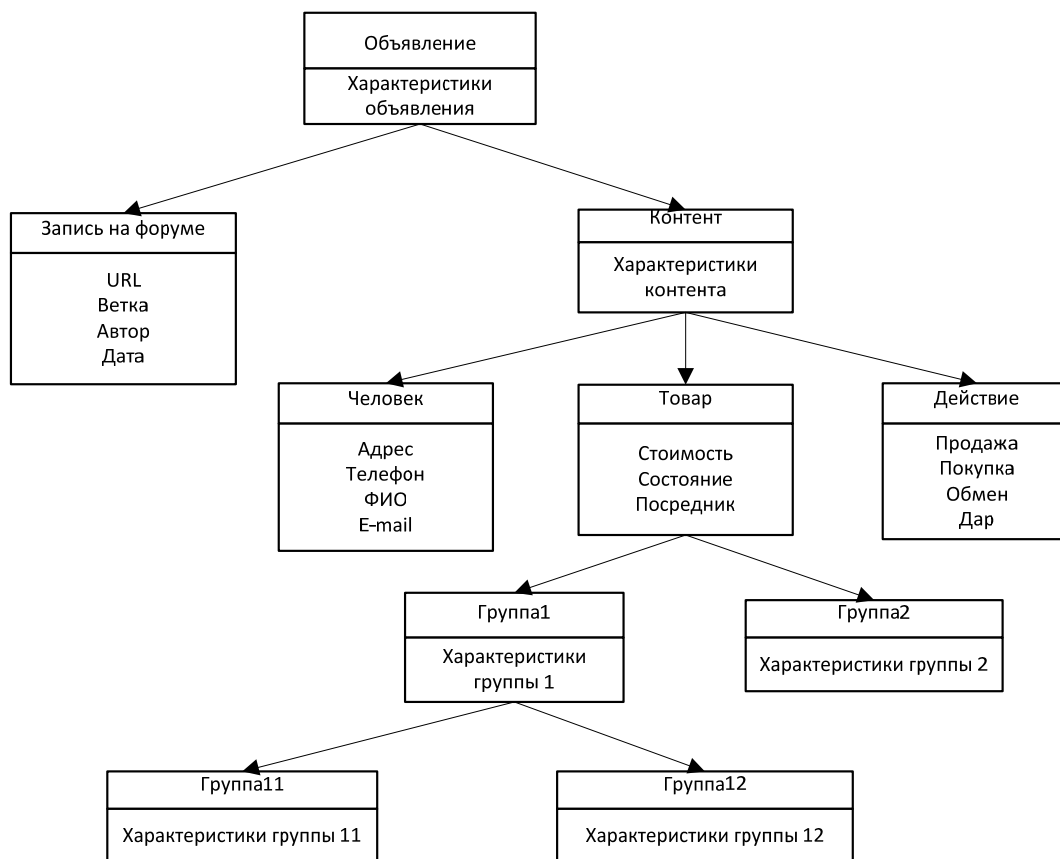 Объявление
Характеристики
объявления
Запись на форуме
URL
Ветка
Автор
Дата
Контент
Характеристики
контента
Человек
Адрес
Телефон
ФИО
E-mail
Товар
Стоимость
Состояние
Посредник
Действие
Продажа
Покупка
Обмен
Дар
Группа1
Характеристики
группы 1
Группа2
Характеристики группы 2
Группа11
Характеристики группы 11
Группа12
Характеристики группы 12